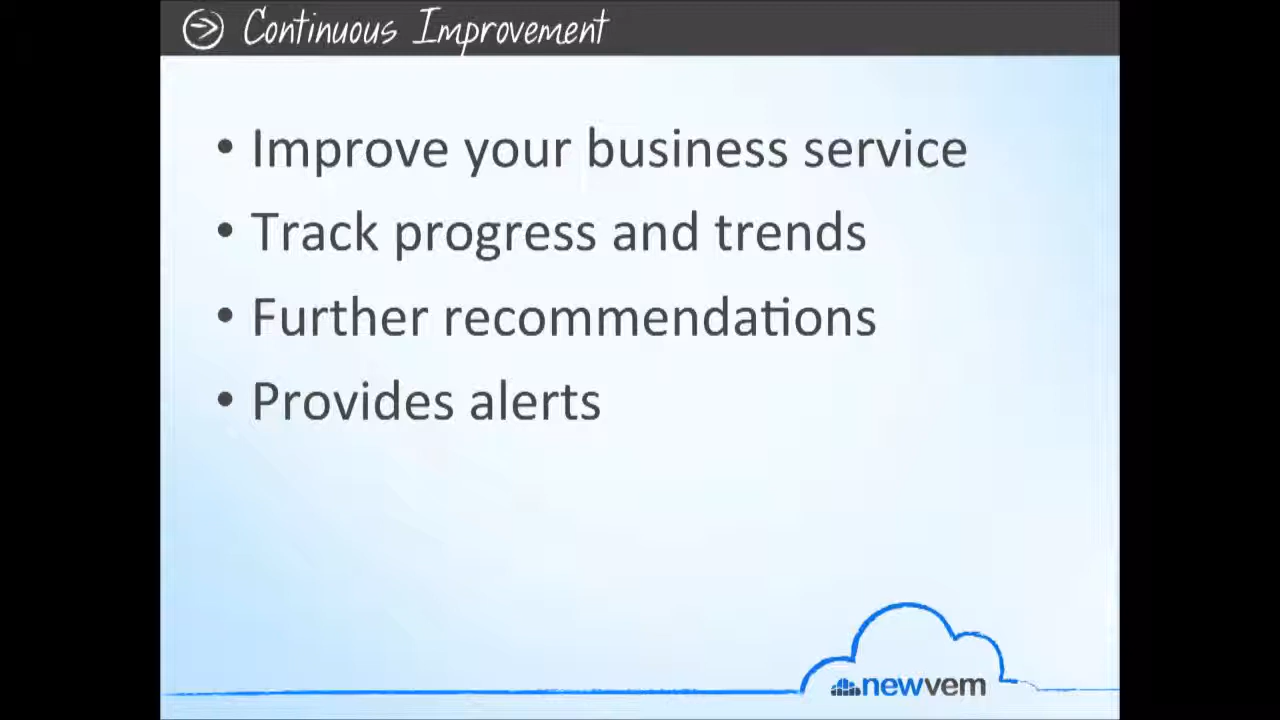 Continuous Improvement
• Improve your business service
• Track progress and trends
• Further recommendations
• Provides alerts
newvem